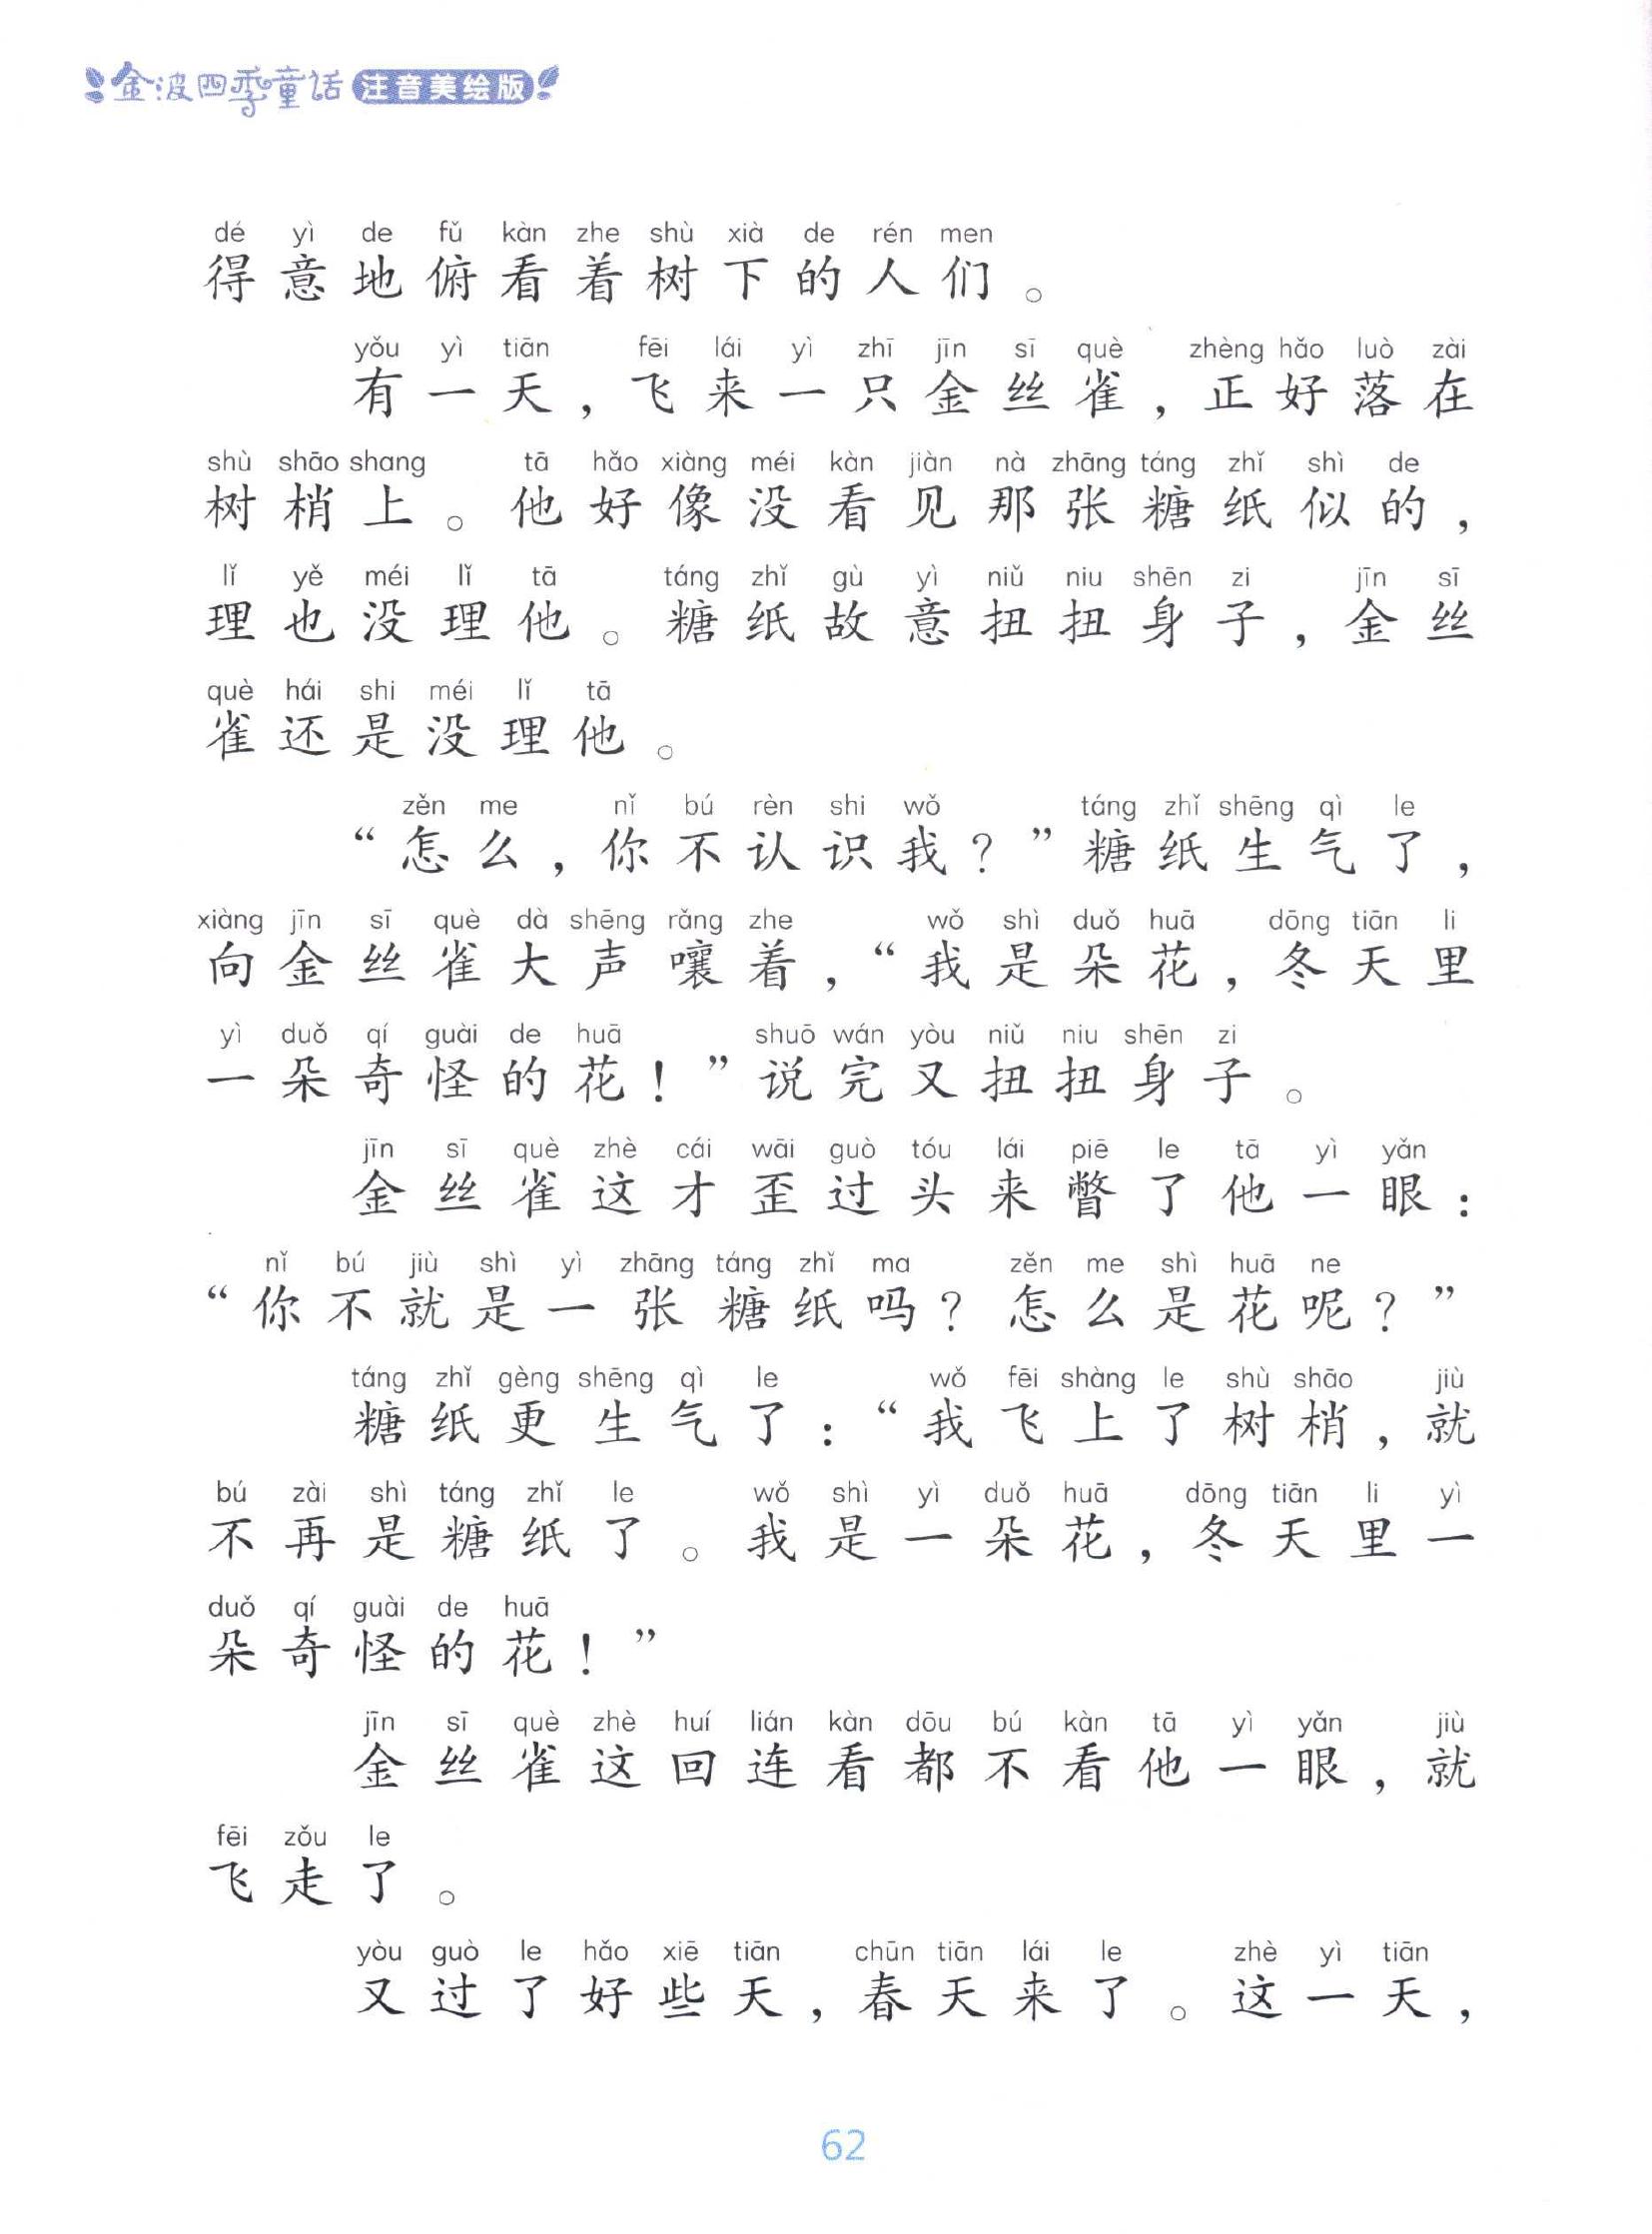 金波四季童话 注音美绘版
dé yì de fǔ kàn zhe shù xià de rén men
得意地俯看着树下的人们。
yǒu yì tiān fēi lái yì zhī jīn sī què zhèng hǎo luò zài
有一天，飞来一只金丝雀，正好落在
shù shāo shang tā hǎo xiàng méi kàn jiàn nà zhāng táng zhǐ shì de
树梢上。他好像没看见那张糖纸似的，
lǐ yě méi lǐ tā táng zhǐ gù yì niǔ niu shēn zi jīn sī
理也没理他。糖纸故意扭扭身子，金丝
què hái shi méi lǐ tā
雀还是没理他。
zěn me nǐ bú rèn shi wǒ táng zhǐ shēng qì le
“怎么，你不认识我？”糖纸生气了，
xiàng jīn sī què dà shēng rǎng zhe wǒ shì duǒ huā dōng tiān li
向金丝雀大声嚷着，“我是朵花，冬天里
yì duǒ qí guài de huā shuō wán yòu niǔ niu shēn zi
一朵奇怪的花！”说完又扭扭身子。
jīn sī què zhè cái wāi guò tóu lái piē le tā yì yǎn
金丝雀这才歪过头来瞥了他一眼：
nǐ bú jiù shì yì zhāng táng zhǐ ma zěn me shì huā ne
“你不就是一张糖纸吗？怎么是花呢？”
táng zhǐ gèng shēng qì le wǒ fēi shàng le shù shāo jiù
糖纸更生气了：“我飞上了树梢，就
bú zài shì táng zhǐ le wǒ shì yì duǒ huā dōng tiān li yì
不再是糖纸了。我是一朵花，冬天里一
duǒ qí guài de huā
朵奇怪的花！”
jīn sī què zhè huí lián kàn dōu bú kàn tā yì yǎn jiù
金丝雀这回连看都不看他一眼，就
fēi zǒu le
飞走了。
yòu guò le hǎo xiē tiān chūn tiān lái le zhè yì tiān
又过了好些天，春天来了。这一天，
62